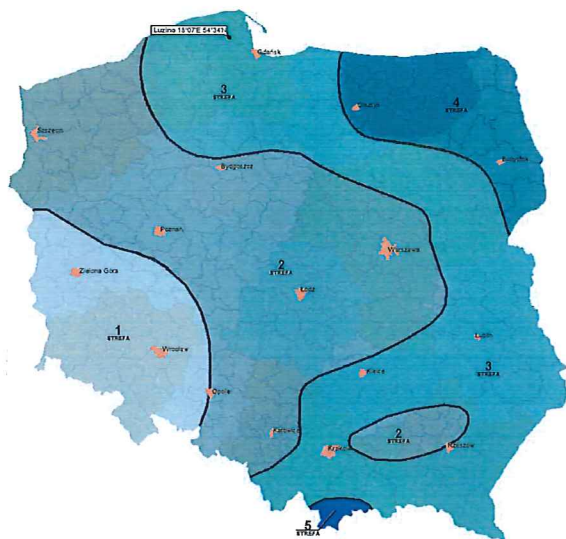 Luzino 18°07'E 54°34'N
Gdańsk
3
STREFA
4
STREFA
Olsztyn
Szczecin
Białystok
Bydgoszcz
Poznań
Warszawa
2
STREFA
Zielona Góra
Łódź
1
STREFA
Wrocław
Lublin
3
STREFA
Kielce
Opole
2
STREFA
Katowice
Kraków
Rzeszów
5
STREFA